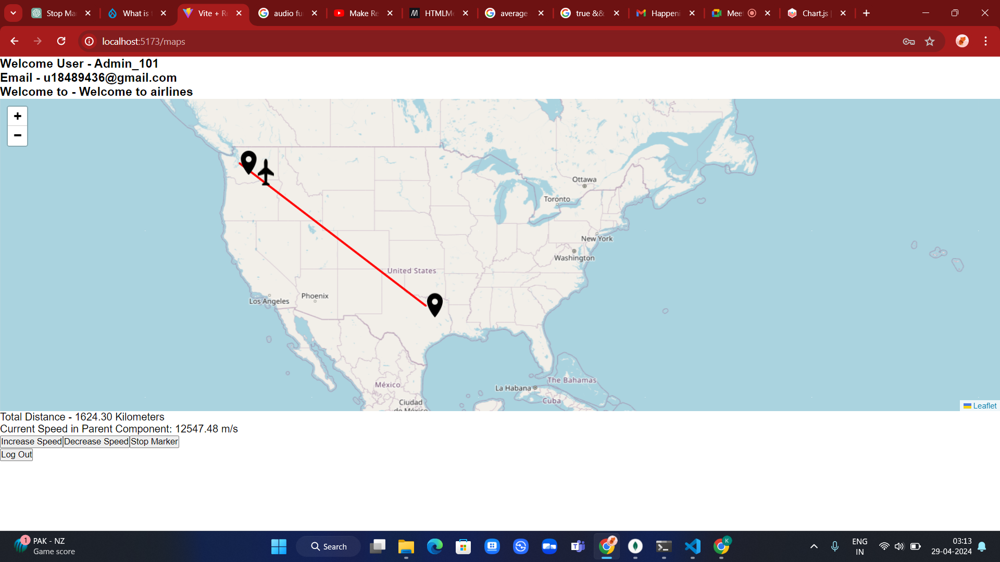 Stop Ma
What is
Vite + R
audio fu
Make Re
HTMLMe
average
true &&
Happeni
Mee
Chart.js
localhost:5173/maps
Welcome User - Admin_101
Email - u18489436@gmail.com
Welcome to - Welcome to airlines
+
−
Ottawa
Toronto
New York
Washington
United States
Phoenix
Los Angeles
México
La Habana
The Bahamas
Cuba
Ciudad
de México
Leaflet
Total Distance - 1624.30 Kilometers
Current Speed in Parent Component: 12547.48 m/s
Increase Speed Decrease Speed Stop Marker
Log Out
1
PAK - NZ
Game score
Search
K
ENG
IN
03:13
29-04-2024